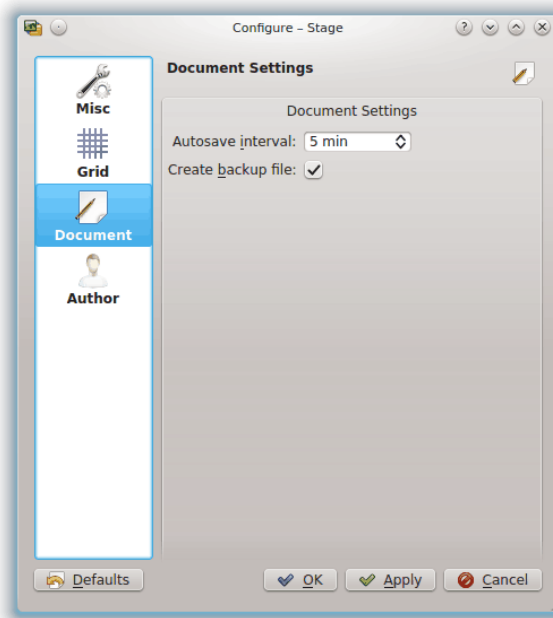 Configure – Stage
Misc
Grid
Document
Author
Document Settings
Document Settings
Autosave interval: 5 min
Create backup file:
Defaults
OK
Apply
Cancel